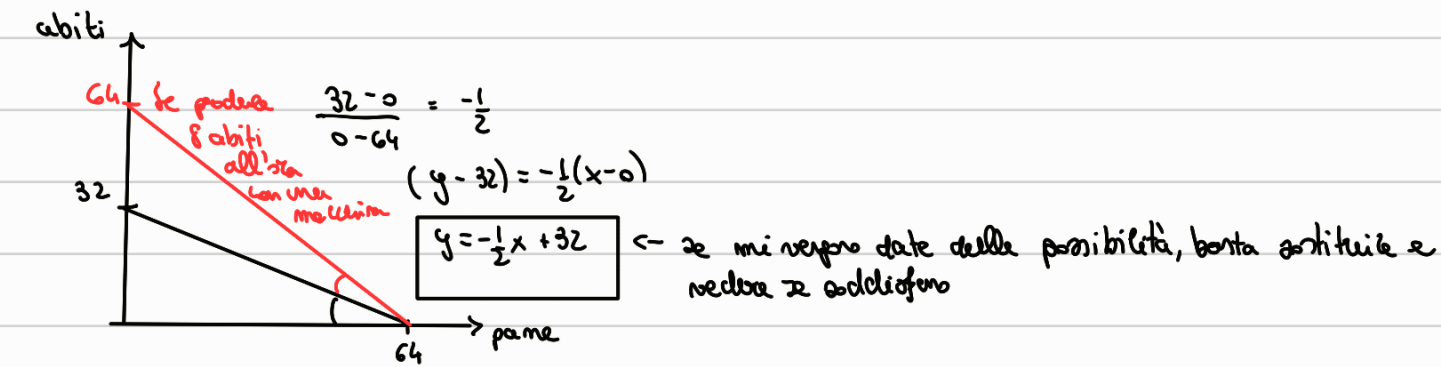 abiti
64 Se produce
8 abiti
all'ora
con una
macchina
32 - 0 / 0 - 64 = -1/2
32
(y - 32) = -1/2 (x - 0)
y = -1/2 x + 32 <- se mi vengono date delle possibilità, basta sostituire e
vedere se soddisfano
pane
64